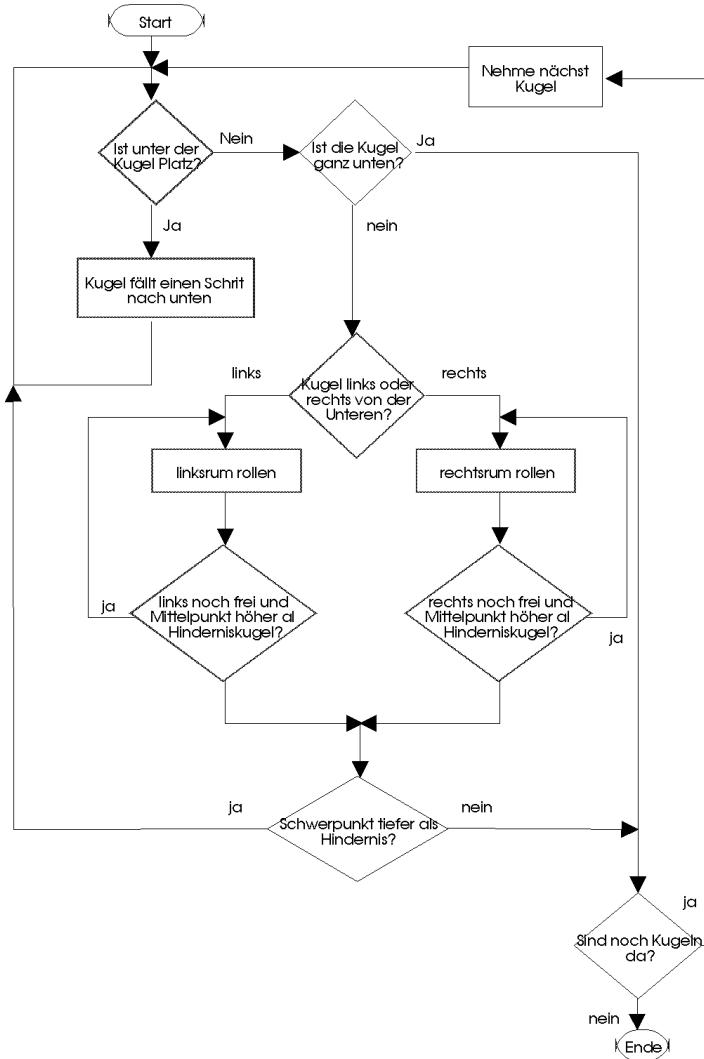 Start
Nehme nächst
Kugel
Ist unter der
Kugel Platz?
Nein
Ist die Kugel
ganz unten?
Ja
Ja
nein
Kugel fällt einen Schrit
nach unten
links
Kugel links oder
rechts von der
Unteren?
rechts
linksrum rollen
rechtsrum rollen
ja
links noch frei und
Mittelpunkt höher al
Hinderniskugel?
rechts noch frei und
Mittelpunkt höher al
Hinderniskugel?
ja
ja
Schwerpunkt tiefer als
Hindernis?
nein
ja
Sind noch Kugeln
da?
nein
Ende